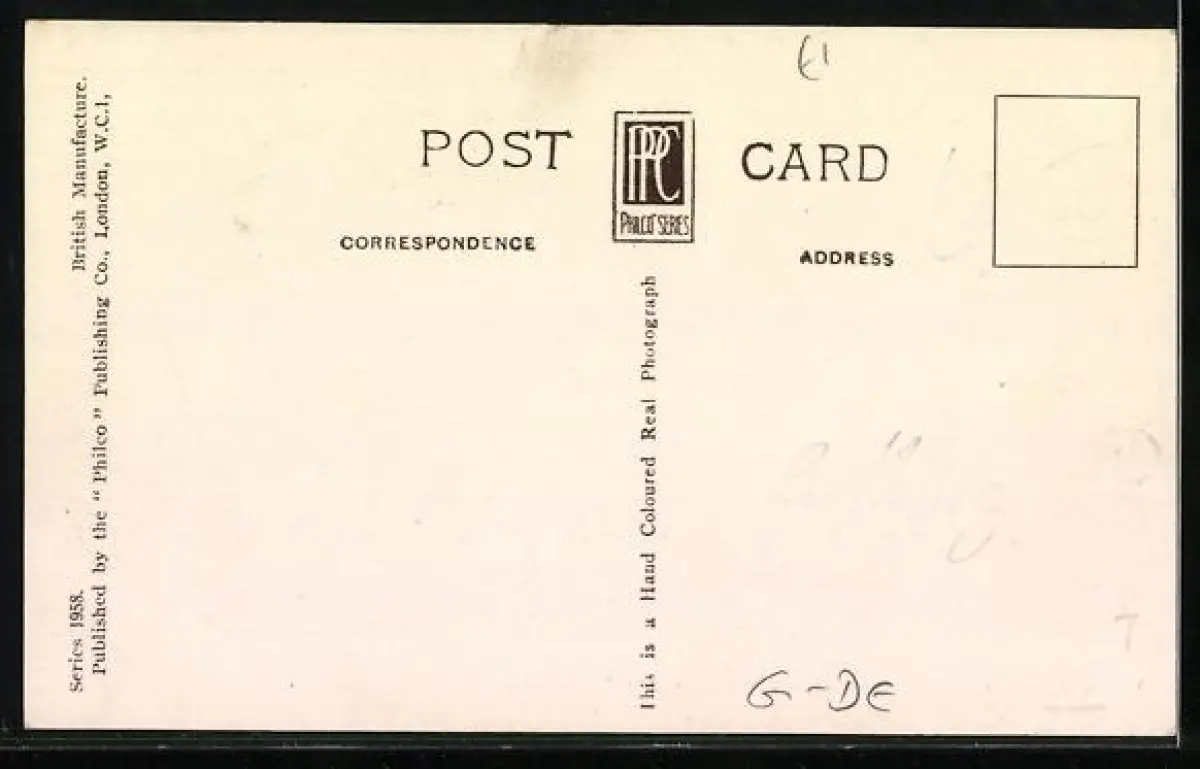 Series 1958. British Manufacture.
Published by the “ Philco ” Publishing Co., London, W.C.1,
POST CARD
PPC
PHILCO SERIES
CORRESPONDENCE
ADDRESS
This is a Hand Coloured Real Photograph
G-DE